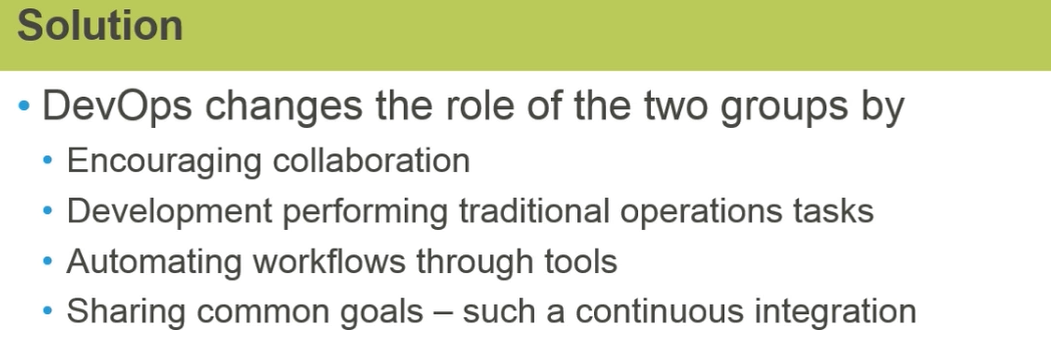 Solution
• DevOps changes the role of the two groups by
• Encouraging collaboration
• Development performing traditional operations tasks
• Automating workflows through tools
• Sharing common goals – such a continuous integration